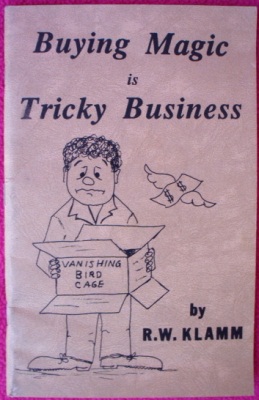 Buying Magic
is
Tricky Business
$ $
VANISHING
BIRD
CAGE
by
R.W. KLAMM